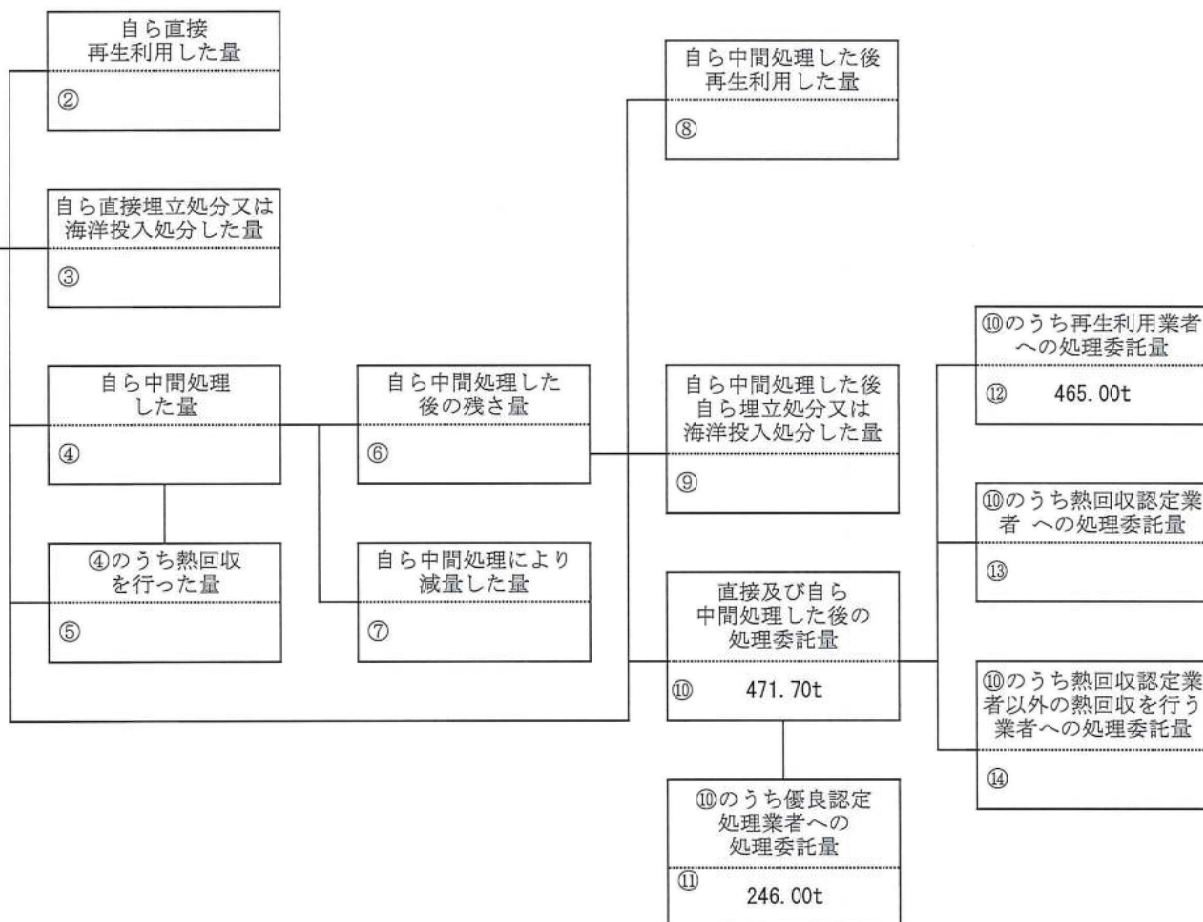 自ら直接
再生利用した量
②
自ら直接埋立処分又は
海洋投入処分した量
③
自ら中間処理
した量
④
④のうち熱回収
を行った量
⑤
自ら中間処理した
後の残さ量
⑥
自ら中間処理により
減量した量
⑦
自ら中間処理した後
再生利用した量
⑧
自ら中間処理した後
自ら埋立処分又は
海洋投入処分した量
⑨
直接及び自ら
中間処理した後の
処理委託量
⑩ 471.70t
⑩のうち優良認定
処理業者への
処理委託量
⑪ 246.00t
⑩のうち再生利用業者
への処理委託量
⑫ 465.00t
⑩のうち熱回収認定業
者 への処理委託量
⑬
⑩のうち熱回収認定業
者以外の熱回収を行う
業者への処理委託量
⑭